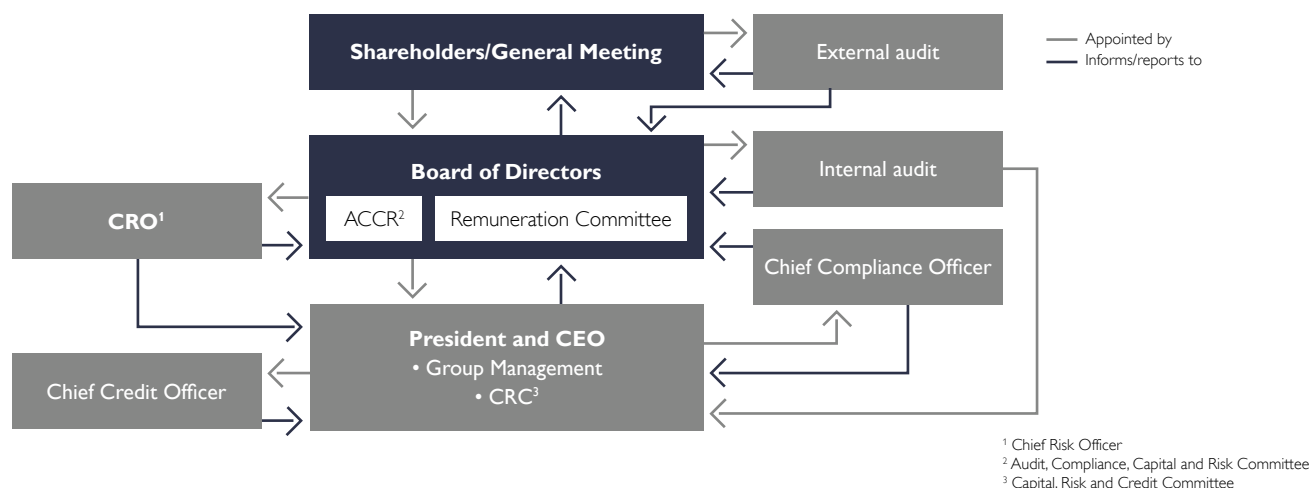 Shareholders/General Meeting
External audit
Appointed by
Informs/reports to
Board of Directors
ACCR²
Remuneration Committee
Internal audit
CRO¹
Chief Compliance Officer
President and CEO
• Group Management
• CRC³
Chief Credit Officer
¹ Chief Risk Officer
² Audit, Compliance, Capital and Risk Committee
³ Capital, Risk and Credit Committee